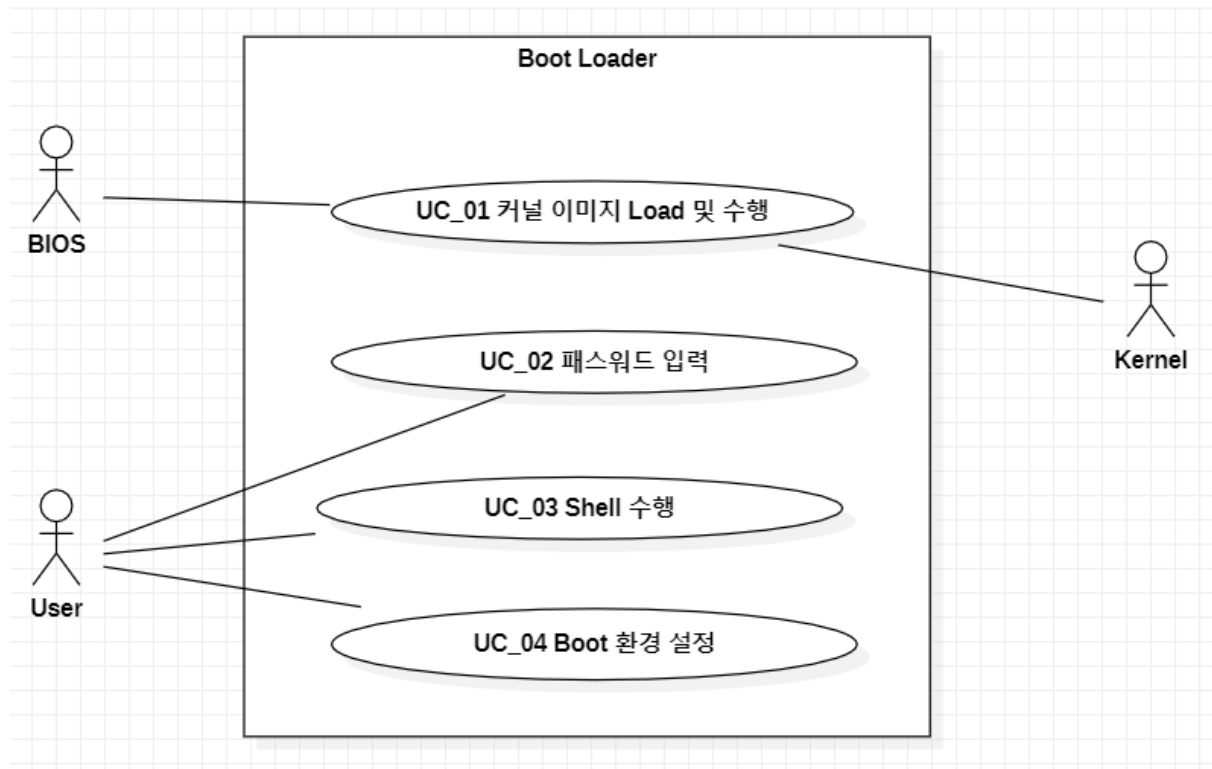 Boot Loader
BIOS
UC_01 커널 이미지 Load 및 수행
Kernel
UC_02 패스워드 입력
UC_03 Shell 수행
User
UC_04 Boot 환경 설정